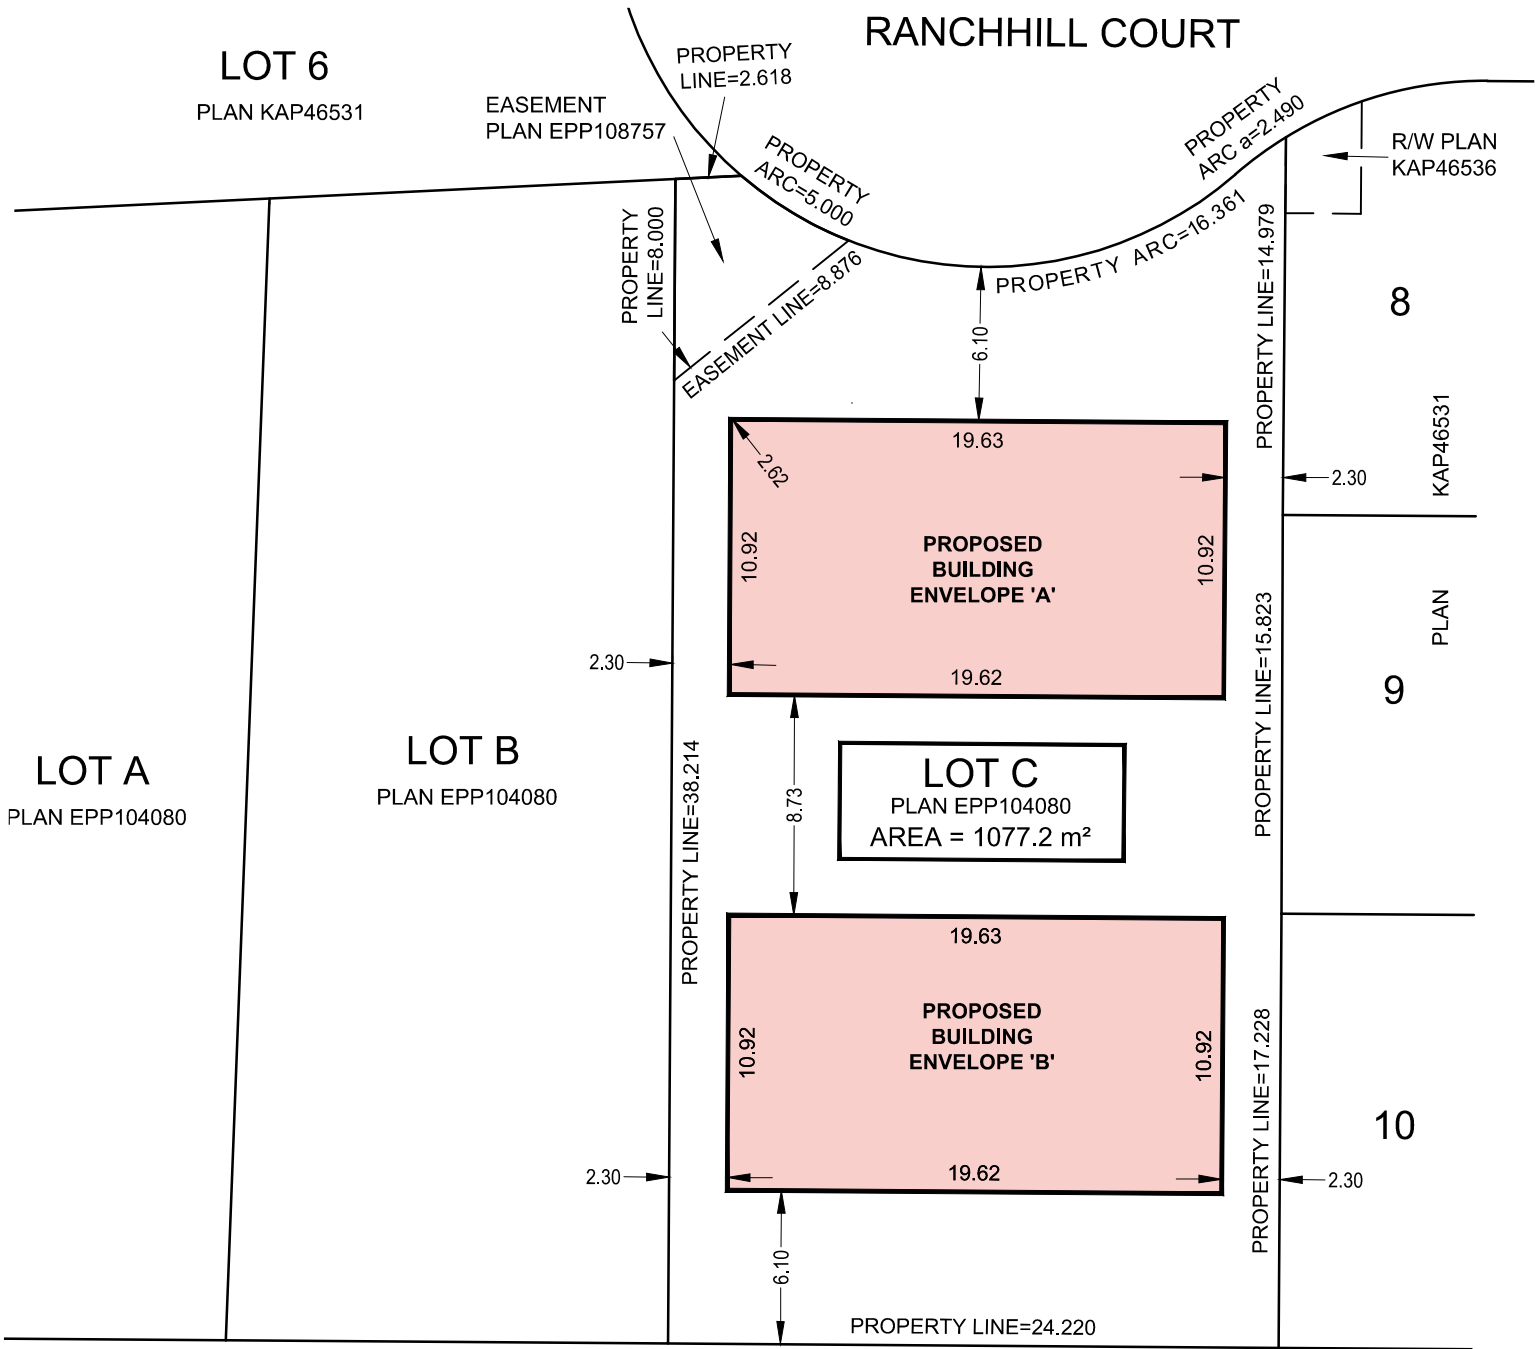 RANCHHILL COURT
LOT 6
PLAN KAP46531
PROPERTY
LINE=2.618
EASEMENT
PLAN EPP108757
PROPERTY
ARC=5.000
PROPERTY
ARC a=2.490
R/W PLAN
KAP46536
PROPERTY
LINE=8.000
EASEMENT LINE=8.876
PROPERTY ARC=16.361
PROPERTY LINE=14.979
6.10
8
KAP46531
PLAN
19.63
2.62
2.30
10.92
PROPOSED
BUILDING
ENVELOPE 'A'
10.92
2.30
19.62
PROPERTY LINE=15.823
9
LOT A
PLAN EPP104080
LOT B
PLAN EPP104080
PROPERTY LINE=38.214
8.73
LOT C
PLAN EPP104080
AREA = 1077.2 m²
19.63
10.92
PROPOSED
BUILDING
ENVELOPE 'B'
10.92
PROPERTY LINE=17.228
10
2.30
19.62
2.30
6.10
PROPERTY LINE=24.220